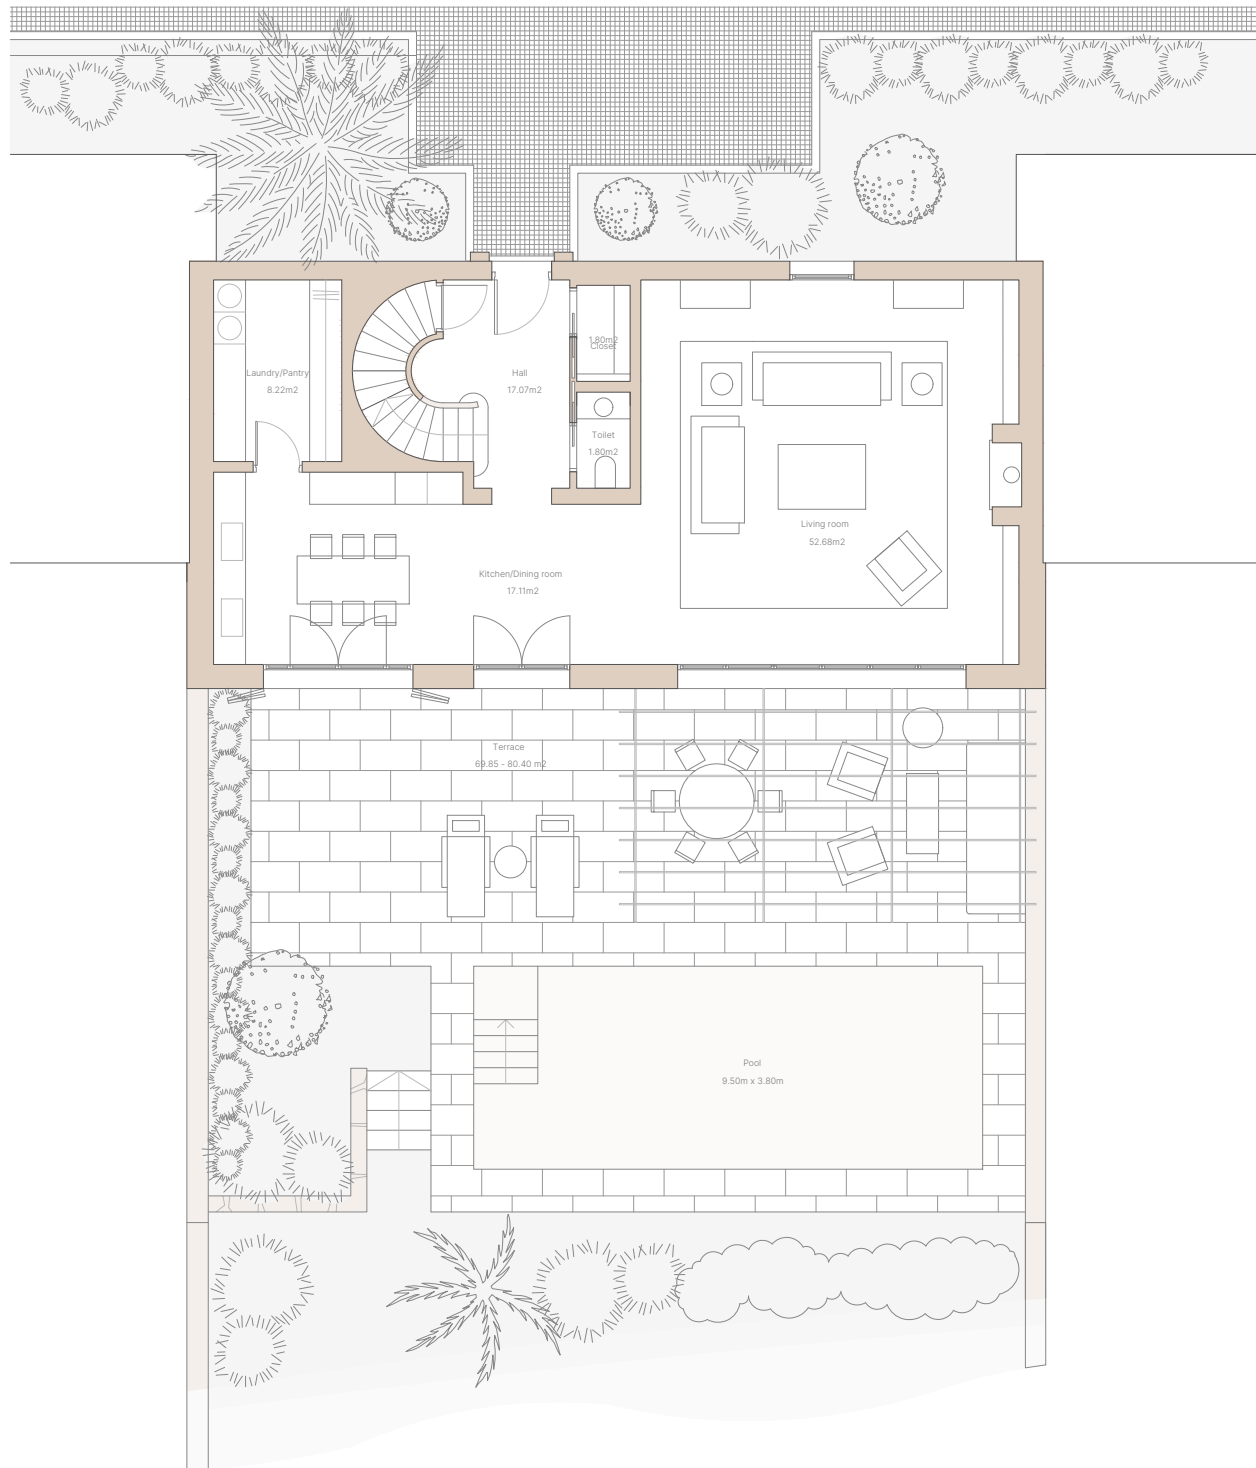 1.80m2
Closet
Laundry/Pantry
8.22m2
Hall
17.07m2
Toilet
1.80m2
Living room
52.68m2
Kitchen/Dining room
17.11m2
Terrace
69.85 - 80.40 m2
Pool
9.50m x 3.80m